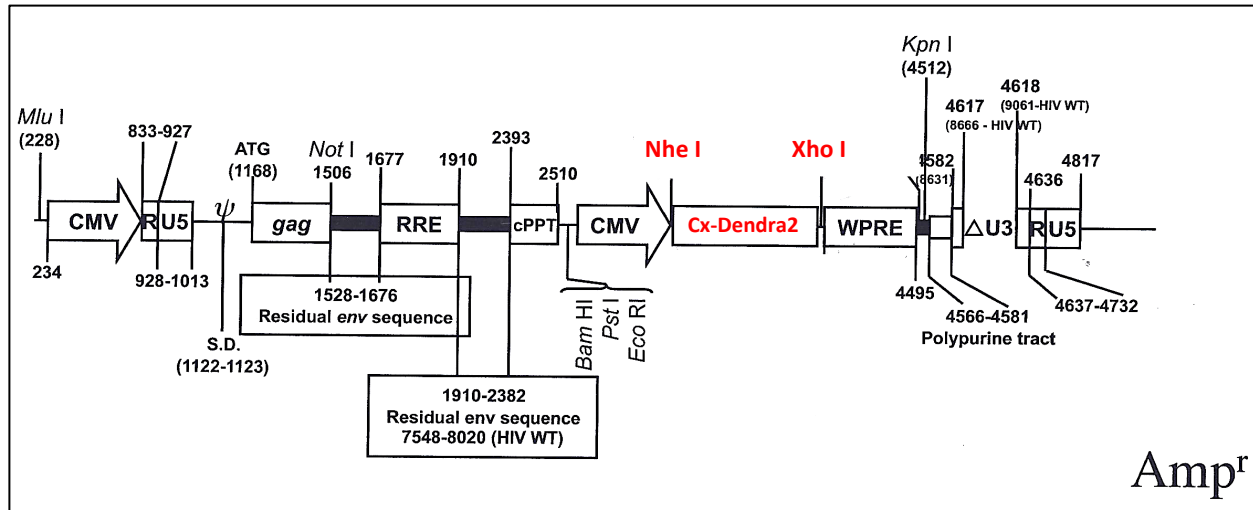 Mlu I
(228)
833-927
ATG
(1168)
Not I
1506
1677
1910
2393
2510
Nhe I
Xho I
Kpn I
(4512)
4617
(8666 - HIV WT)
4618
(9061-HIV WT)
4582
(8631)
4636
4817
CMV
R U5
ψ
gag
RRE
cPPT
CMV
Cx-Dendra2
WPRE
△U3
R U5
234
928-1013
S.D.
(1122-1123)
1528-1676
Residual env sequence
1910-2382
Residual env sequence
7548-8020 (HIV WT)
Bam HI
Pst I
Eco RI
4495
4566-4581
Polypurine tract
4637-4732
Ampr